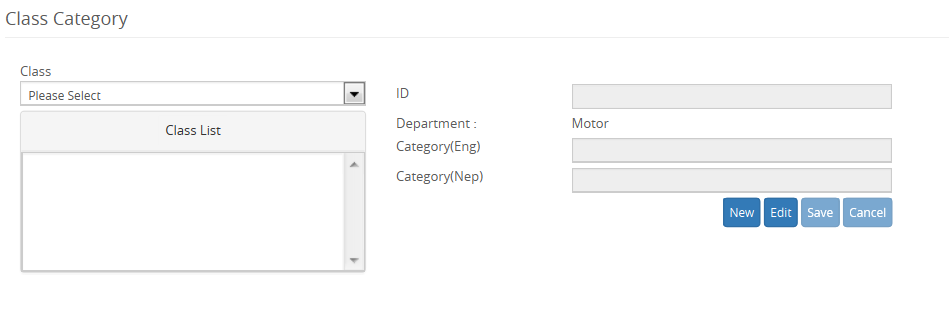 Class Category
Class
Please Select
Class List
ID
Department :
Motor
Category(Eng)
Category(Nep)
New
Edit
Save
Cancel